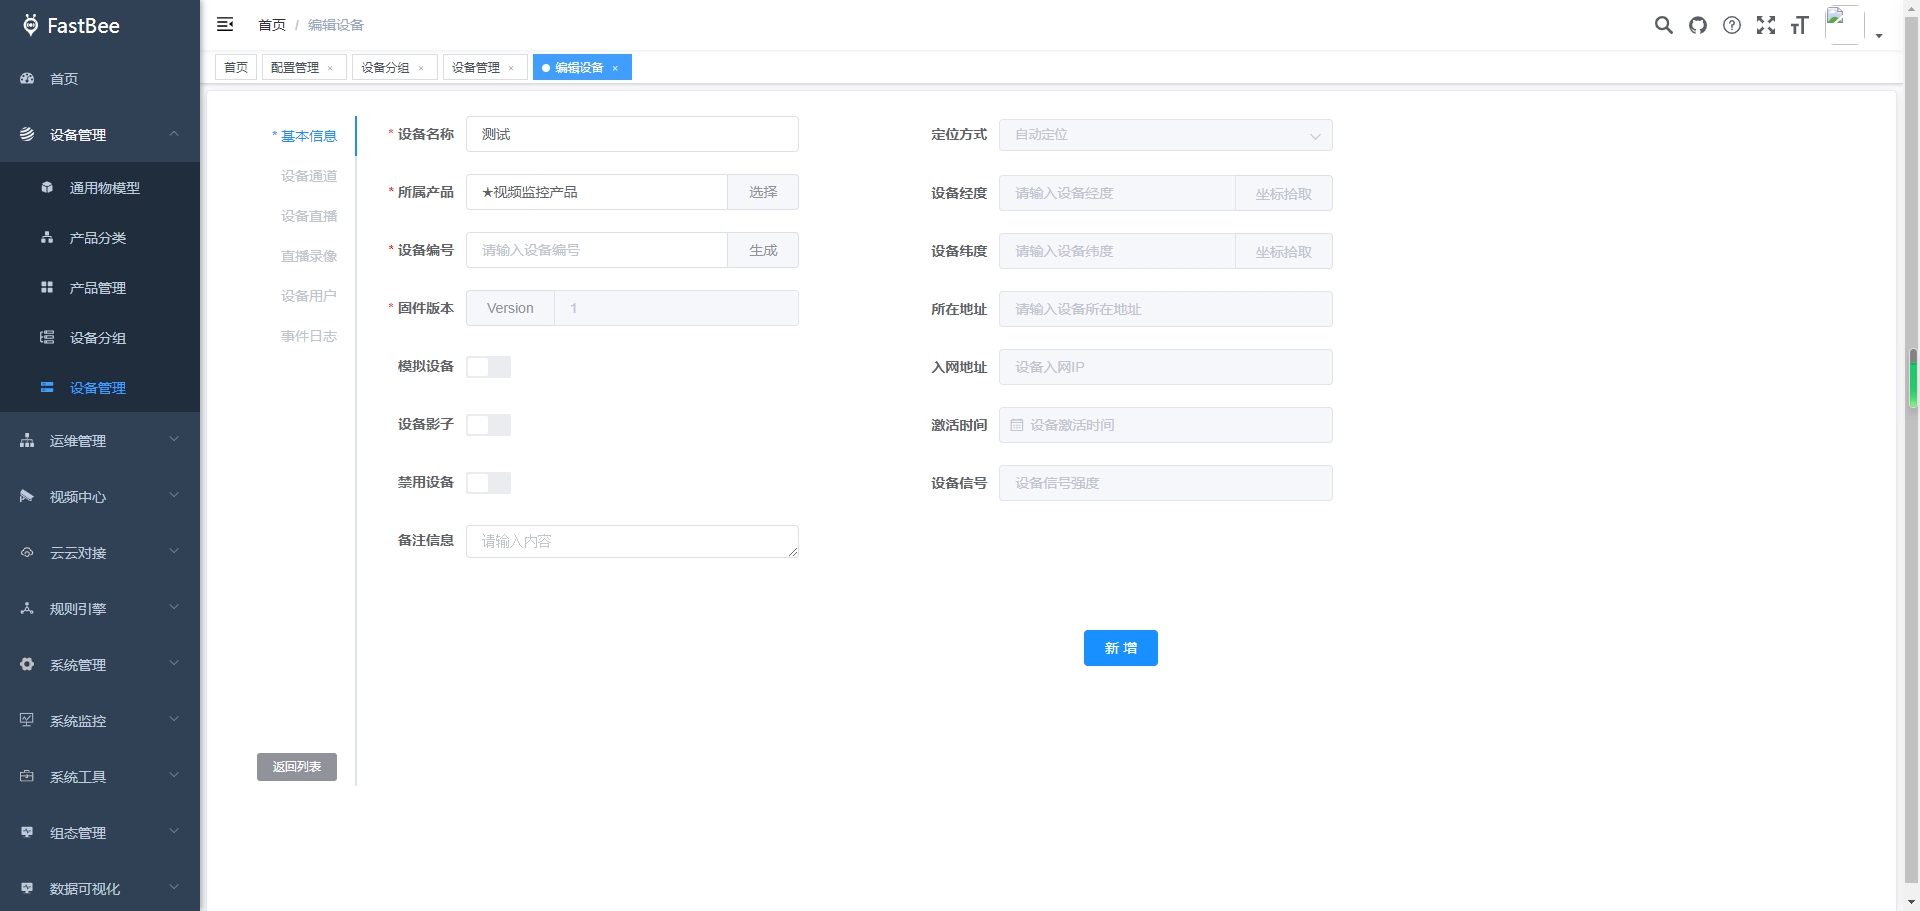 FastBee
首页
设备管理
通用物模型
产品分类
产品管理
设备分组
设备管理
运维管理
视频中心
云云对接
规则引擎
系统管理
系统监控
系统工具
组态管理
数据可视化
首页 / 编辑设备
首页 配置管理 × 设备分组 × 设备管理 × 编辑设备 ×
* 基本信息
设备通道
设备直播
直播录像
设备用户
事件日志
返回列表
* 设备名称 测试
* 所属产品 ★视频监控产品 选择
* 设备编号 请输入设备编号 生成
* 固件版本 Version 1
模拟设备
设备影子
禁用设备
备注信息 请输入内容
定位方式 自动定位
设备经度 请输入设备经度 坐标拾取
设备纬度 请输入设备纬度 坐标拾取
所在地址 请输入设备所在地址
入网地址 设备入网IP
激活时间 设备激活时间
设备信号 设备信号强度
新 增